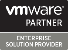 vmware®
PARTNER
ENTERPRISE
SOLUTION PROVIDER